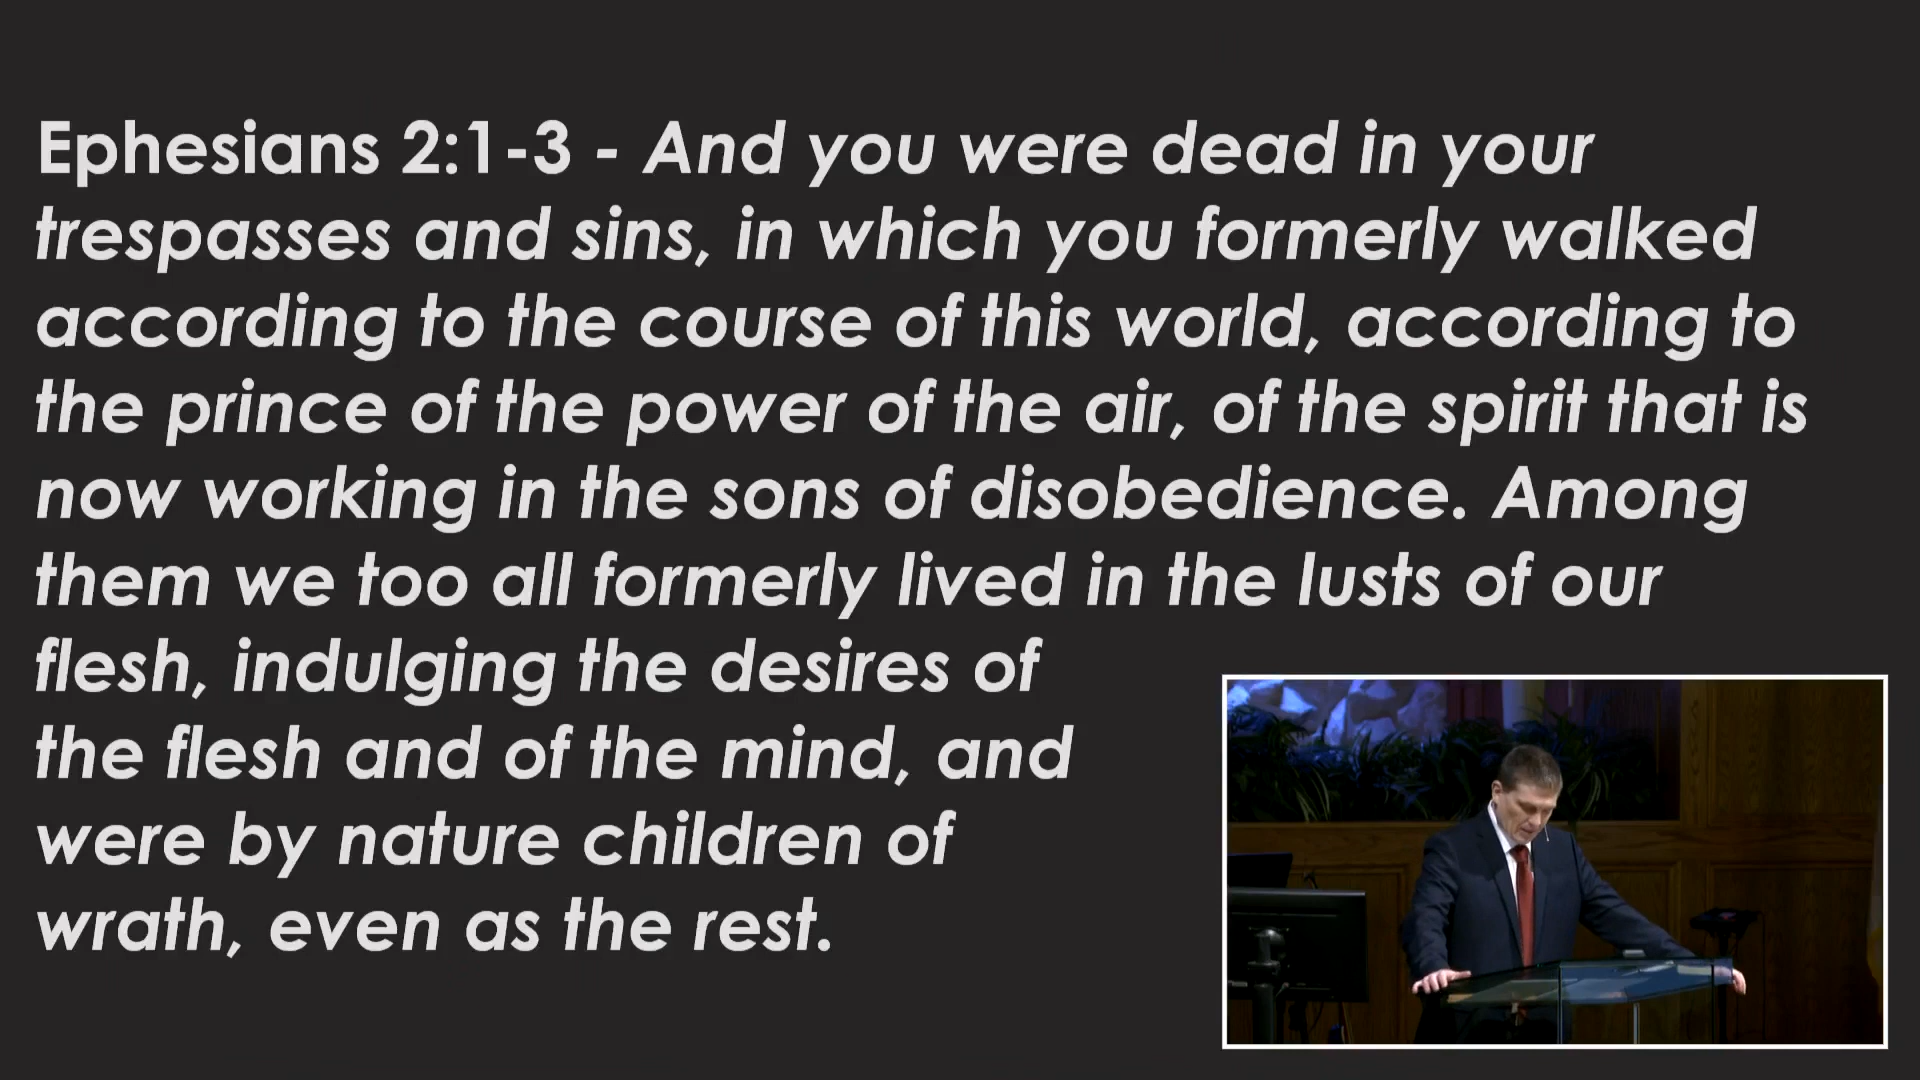 Ephesians 2:1-3 - And you were dead in your
trespasses and sins, in which you formerly walked
according to the course of this world, according to
the prince of the power of the air, of the spirit that is
now working in the sons of disobedience. Among
them we too all formerly lived in the lusts of our
flesh, indulging the desires of
the flesh and of the mind, and
were by nature children of
wrath, even as the rest.